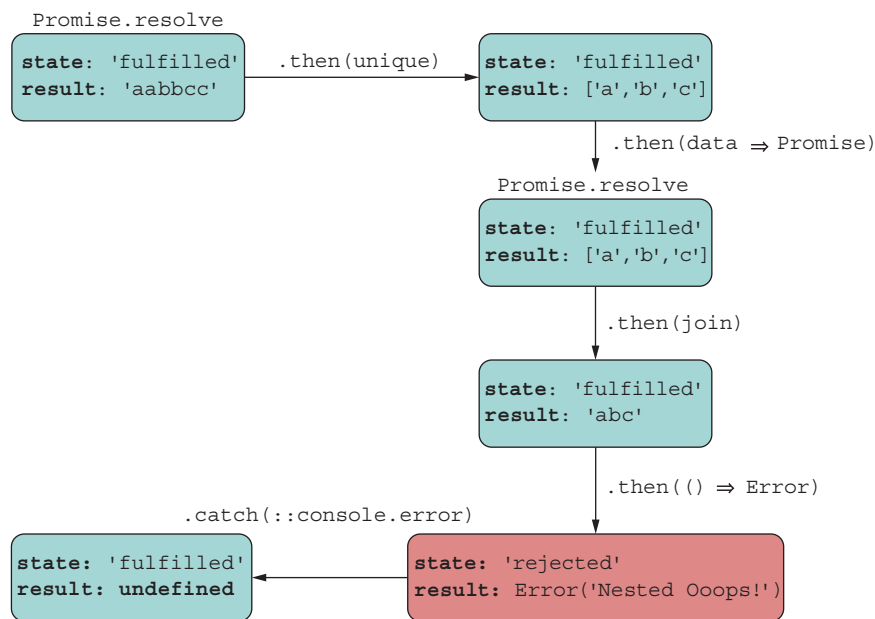 Promise.resolve
state: 'fulfilled'
result: 'aabbcc'
.then(unique)
state: 'fulfilled'
result: ['a','b','c']
.then(data ⇒ Promise)
Promise.resolve
state: 'fulfilled'
result: ['a','b','c']
.then(join)
state: 'fulfilled'
result: 'abc'
.then(() ⇒ Error)
.catch(::console.error)
state: 'rejected'
result: Error('Nested Ooops!')
state: 'fulfilled'
result: undefined